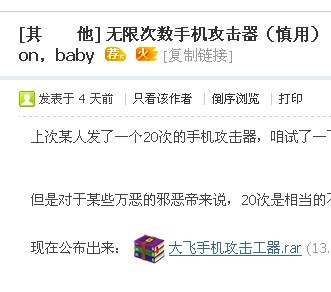 [其 他] 无限次数手机攻击器（慎用）
on，baby 荐 火 [复制链接]
发表于 4 天前 | 只看该作者 | 倒序浏览 | 打印
上次某人发了一个20次的手机攻击器，咱试了一
但是对于某些万恶的邪恶帝来说，20次是相当的
现在公布出来： 大飞手机攻击工器.rar (13.